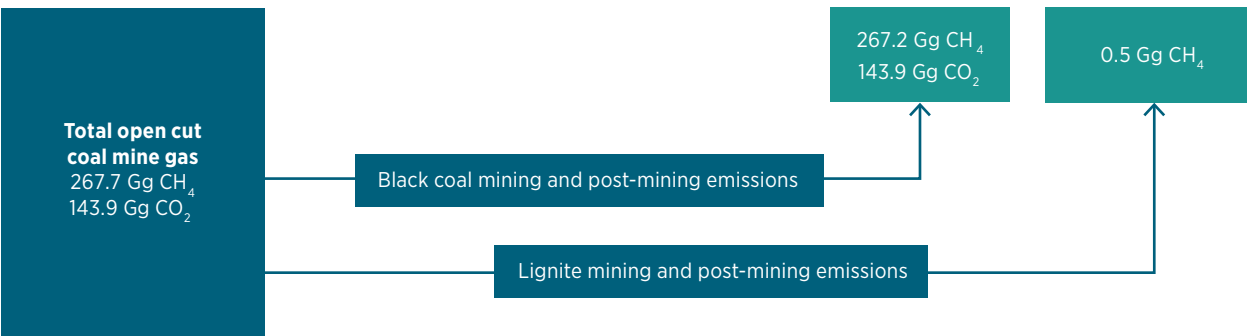 267.2 Gg CH₄
143.9 Gg CO₂
0.5 Gg CH₄
Total open cut
coal mine gas
267.7 Gg CH₄
143.9 Gg CO₂
Black coal mining and post-mining emissions
Lignite mining and post-mining emissions